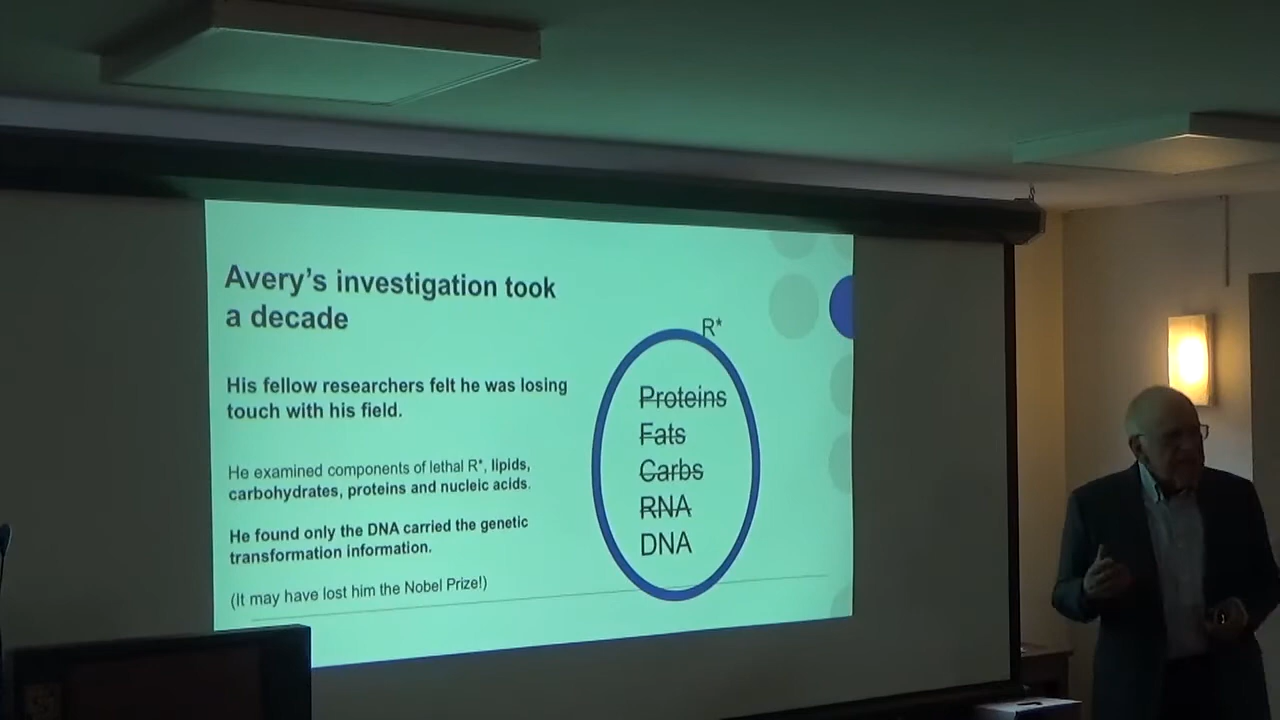 Avery's investigation took
a decade
His fellow researchers felt he was losing
touch with his field.
He examined components of lethal R*, lipids,
carbohydrates, proteins and nucleic acids.
He found only the DNA carried the genetic
transformation information.
(It may have lost him the Nobel Prize!)
R*
Proteins
Fats
Carbs
RNA
DNA